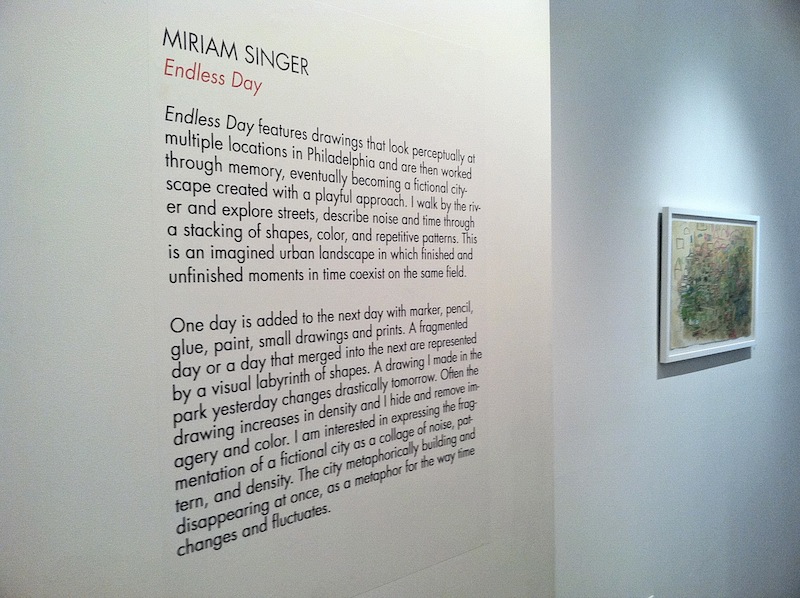 MIRIAM SINGER
Endless Day
Endless Day features drawings that look perceptually at
multiple locations in Philadelphia and are then worked
through memory, eventually becoming a fictional city-
scape created with a playful approach. I walk by the riv-
er and explore streets, describe noise and time through
a stacking of shapes, color, and repetitive patterns. This
is an imagined urban landscape in which finished and
unfinished moments in time coexist on the same field.
One day is added to the next day with marker, pencil,
glue, paint, small drawings and prints. A fragmented
day or a day that merged into the next are represented
by a visual labyrinth of shapes. A drawing I made in the
park yesterday changes drastically tomorrow. Often the
drawing increases in density and I hide and remove im-
agery and color. I am interested in expressing the frag-
mentation of a fictional city as a collage of noise, pat-
tern, and density. The city metaphorically building and
disappearing at once, as a metaphor for the way time
changes and fluctuates.